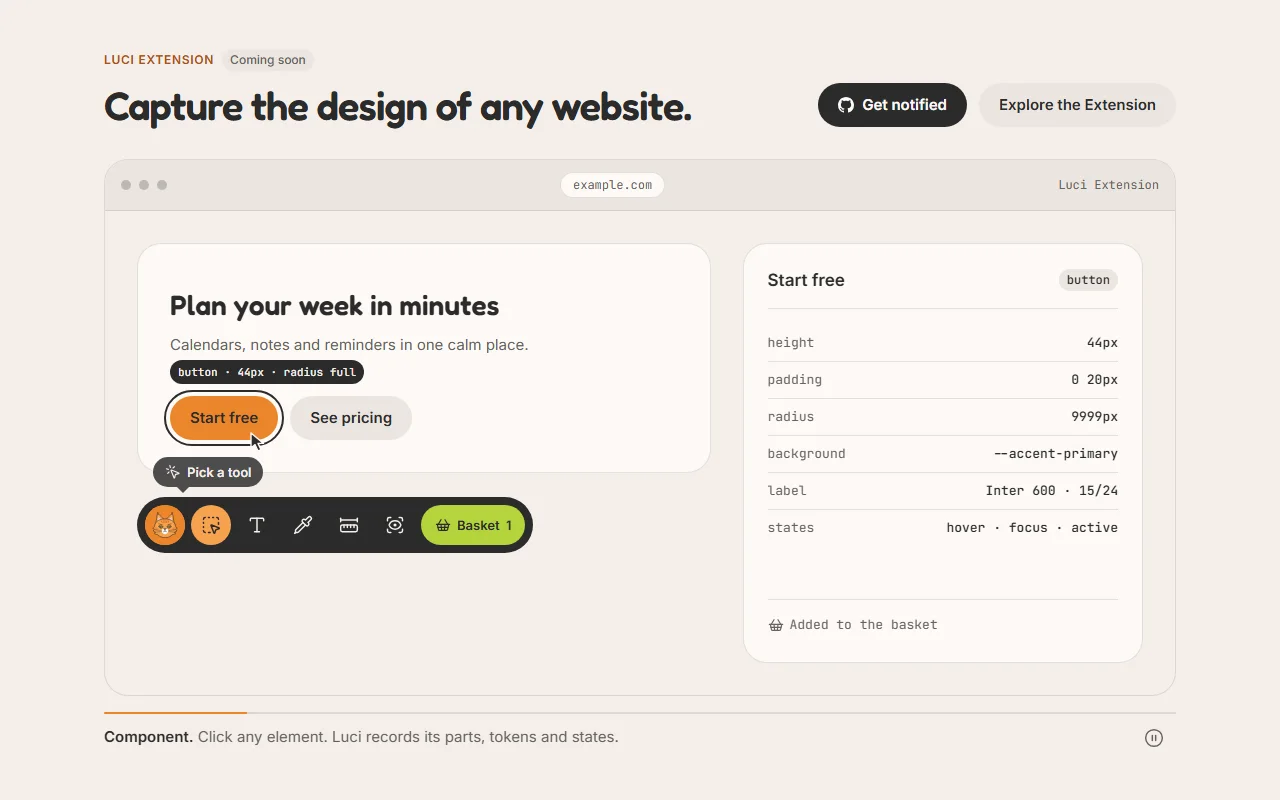 LUCI EXTENSION Coming soon
Capture the design of any website.
Get notified
Explore the Extension
example.com
Luci Extension
Plan your week in minutes
Calendars, notes and reminders in one calm place.
button · 44px · radius full
Start free
See pricing
Pick a tool
Basket 1
Start free
button
height 44px
padding 0 20px
radius 9999px
background --accent-primary
label Inter 600 · 15/24
states hover · focus · active
Added to the basket
Component. Click any element. Luci records its parts, tokens and states.